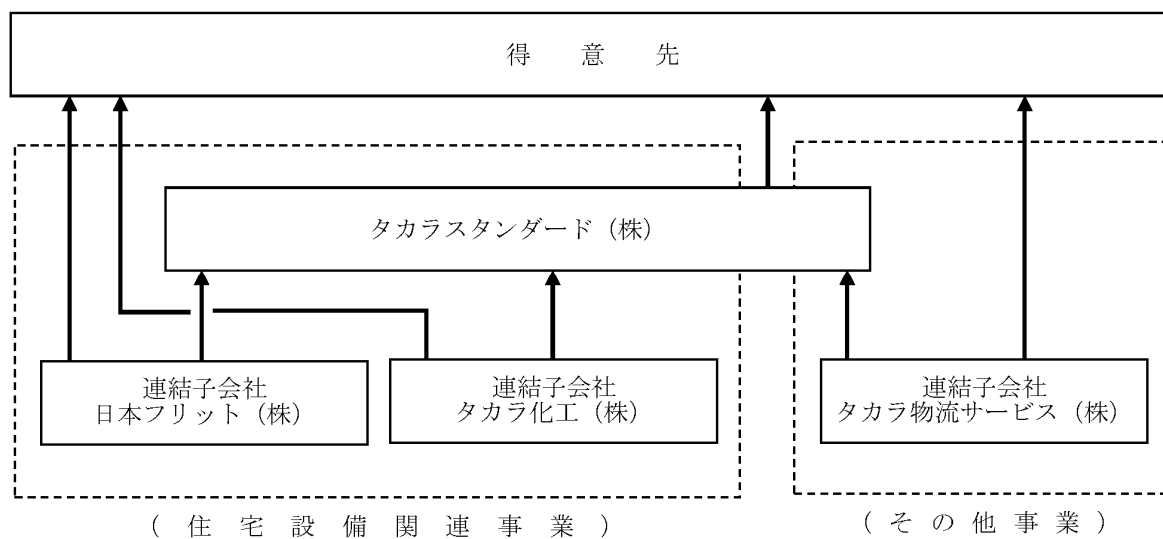 得意先
タカラスタンダード（株）
連結子会社
日本フリット（株）
連結子会社
タカラ化工（株）
連結子会社
タカラ物流サービス（株）
（住宅設備関連事業）
（その他事業）